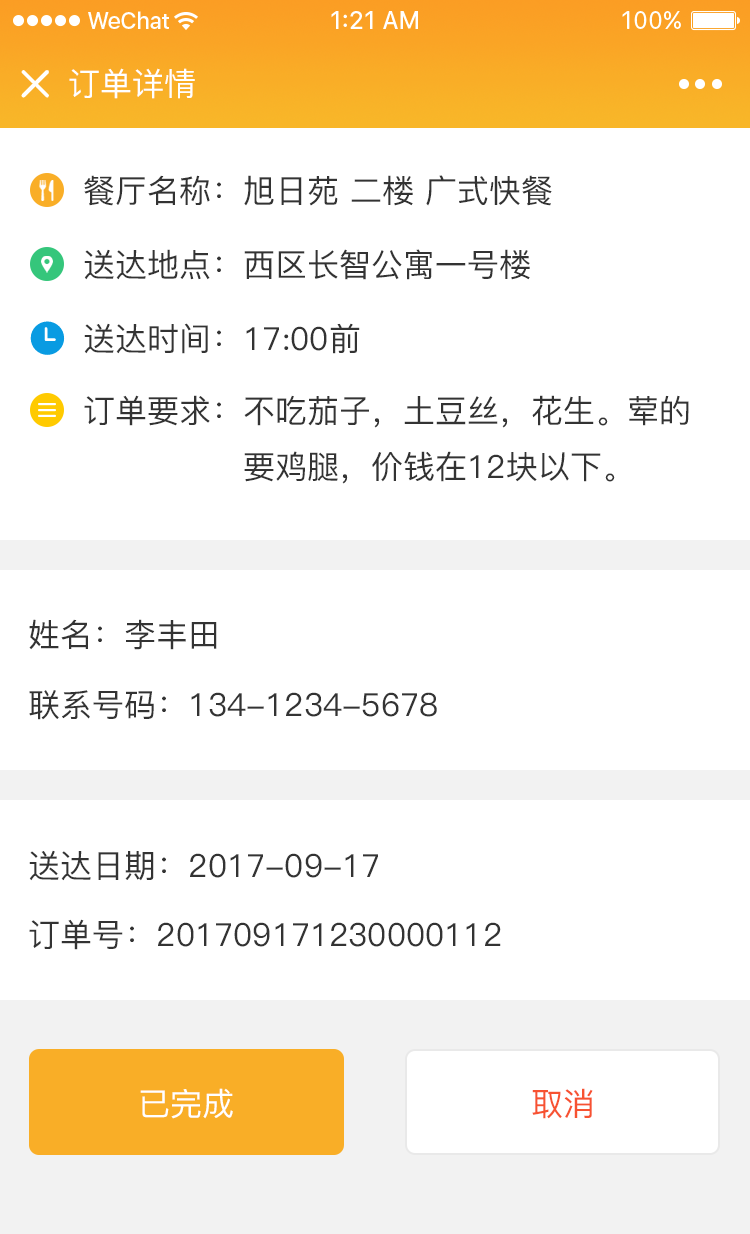 WeChat 1:21 AM 100%
订单详情
餐厅名称：旭日苑 二楼 广式快餐
送达地点：西区长智公寓一号楼
送达时间：17:00前
订单要求：不吃茄子，土豆丝，花生。荤的
要鸡腿，价钱在12块以下。
姓名：李丰田
联系号码：134-1234-5678
送达日期：2017-09-17
订单号：201709171230000112
已完成 取消